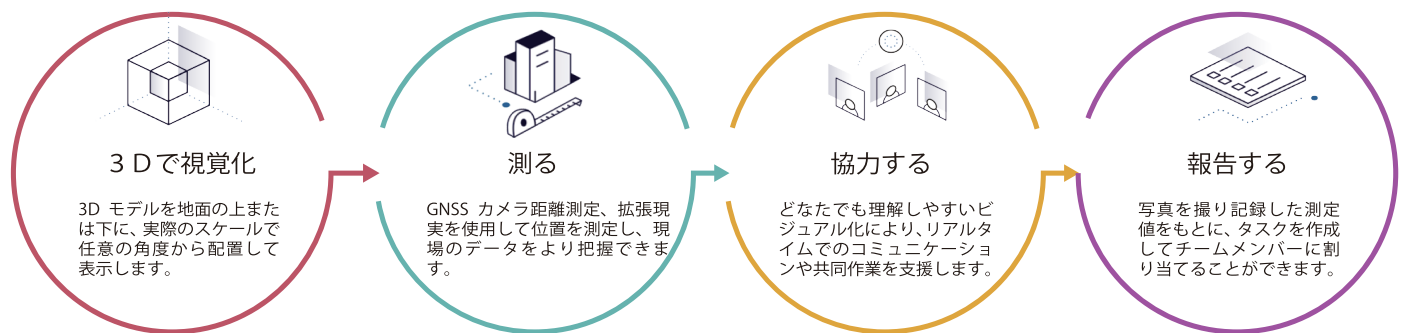 ３Ｄで視覚化
3D モデルを地面の上また
は下に、実際のスケールで
任意の角度から配置して
表示します。
測る
GNSS カメラ距離測定、拡張現
実を使用して位置を測定し、現
場のデータをより把握できま
す。
協力する
どなたでも理解しやすいビ
ジュアル化により、リアルタ
イムでのコミュニケーショ
ンや共同作業を支援します。
報告する
写真を撮り記録した測定
値をもとに、タスクを作成
してチームメンバーに割
り当てることができます。